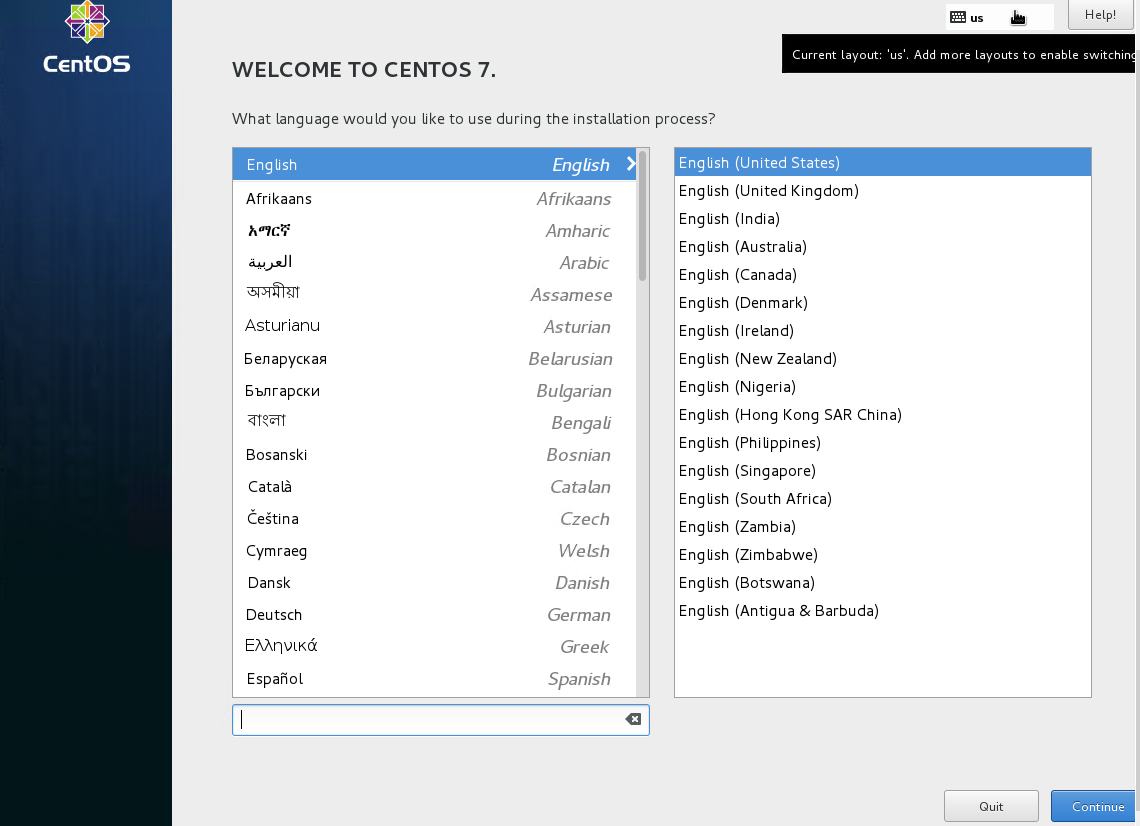 us
Help!
CentOS
Current layout: 'us'. Add more layouts to enable switching
WELCOME TO CENTOS 7.
What language would you like to use during the installation process?
English English
Afrikaans Afrikaans
አማርኛ Amharic
العربية Arabic
অসমীয়া Assamese
Asturianu Asturian
Беларуская Belarusian
Български Bulgarian
বাংলা Bengali
Bosanski Bosnian
Català Catalan
Čeština Czech
Cymraeg Welsh
Dansk Danish
Deutsch German
Ελληνικά Greek
Español Spanish
English (United States)
English (United Kingdom)
English (India)
English (Australia)
English (Canada)
English (Denmark)
English (Ireland)
English (New Zealand)
English (Nigeria)
English (Hong Kong SAR China)
English (Philippines)
English (Singapore)
English (South Africa)
English (Zambia)
English (Zimbabwe)
English (Botswana)
English (Antigua & Barbuda)
Quit
Continue